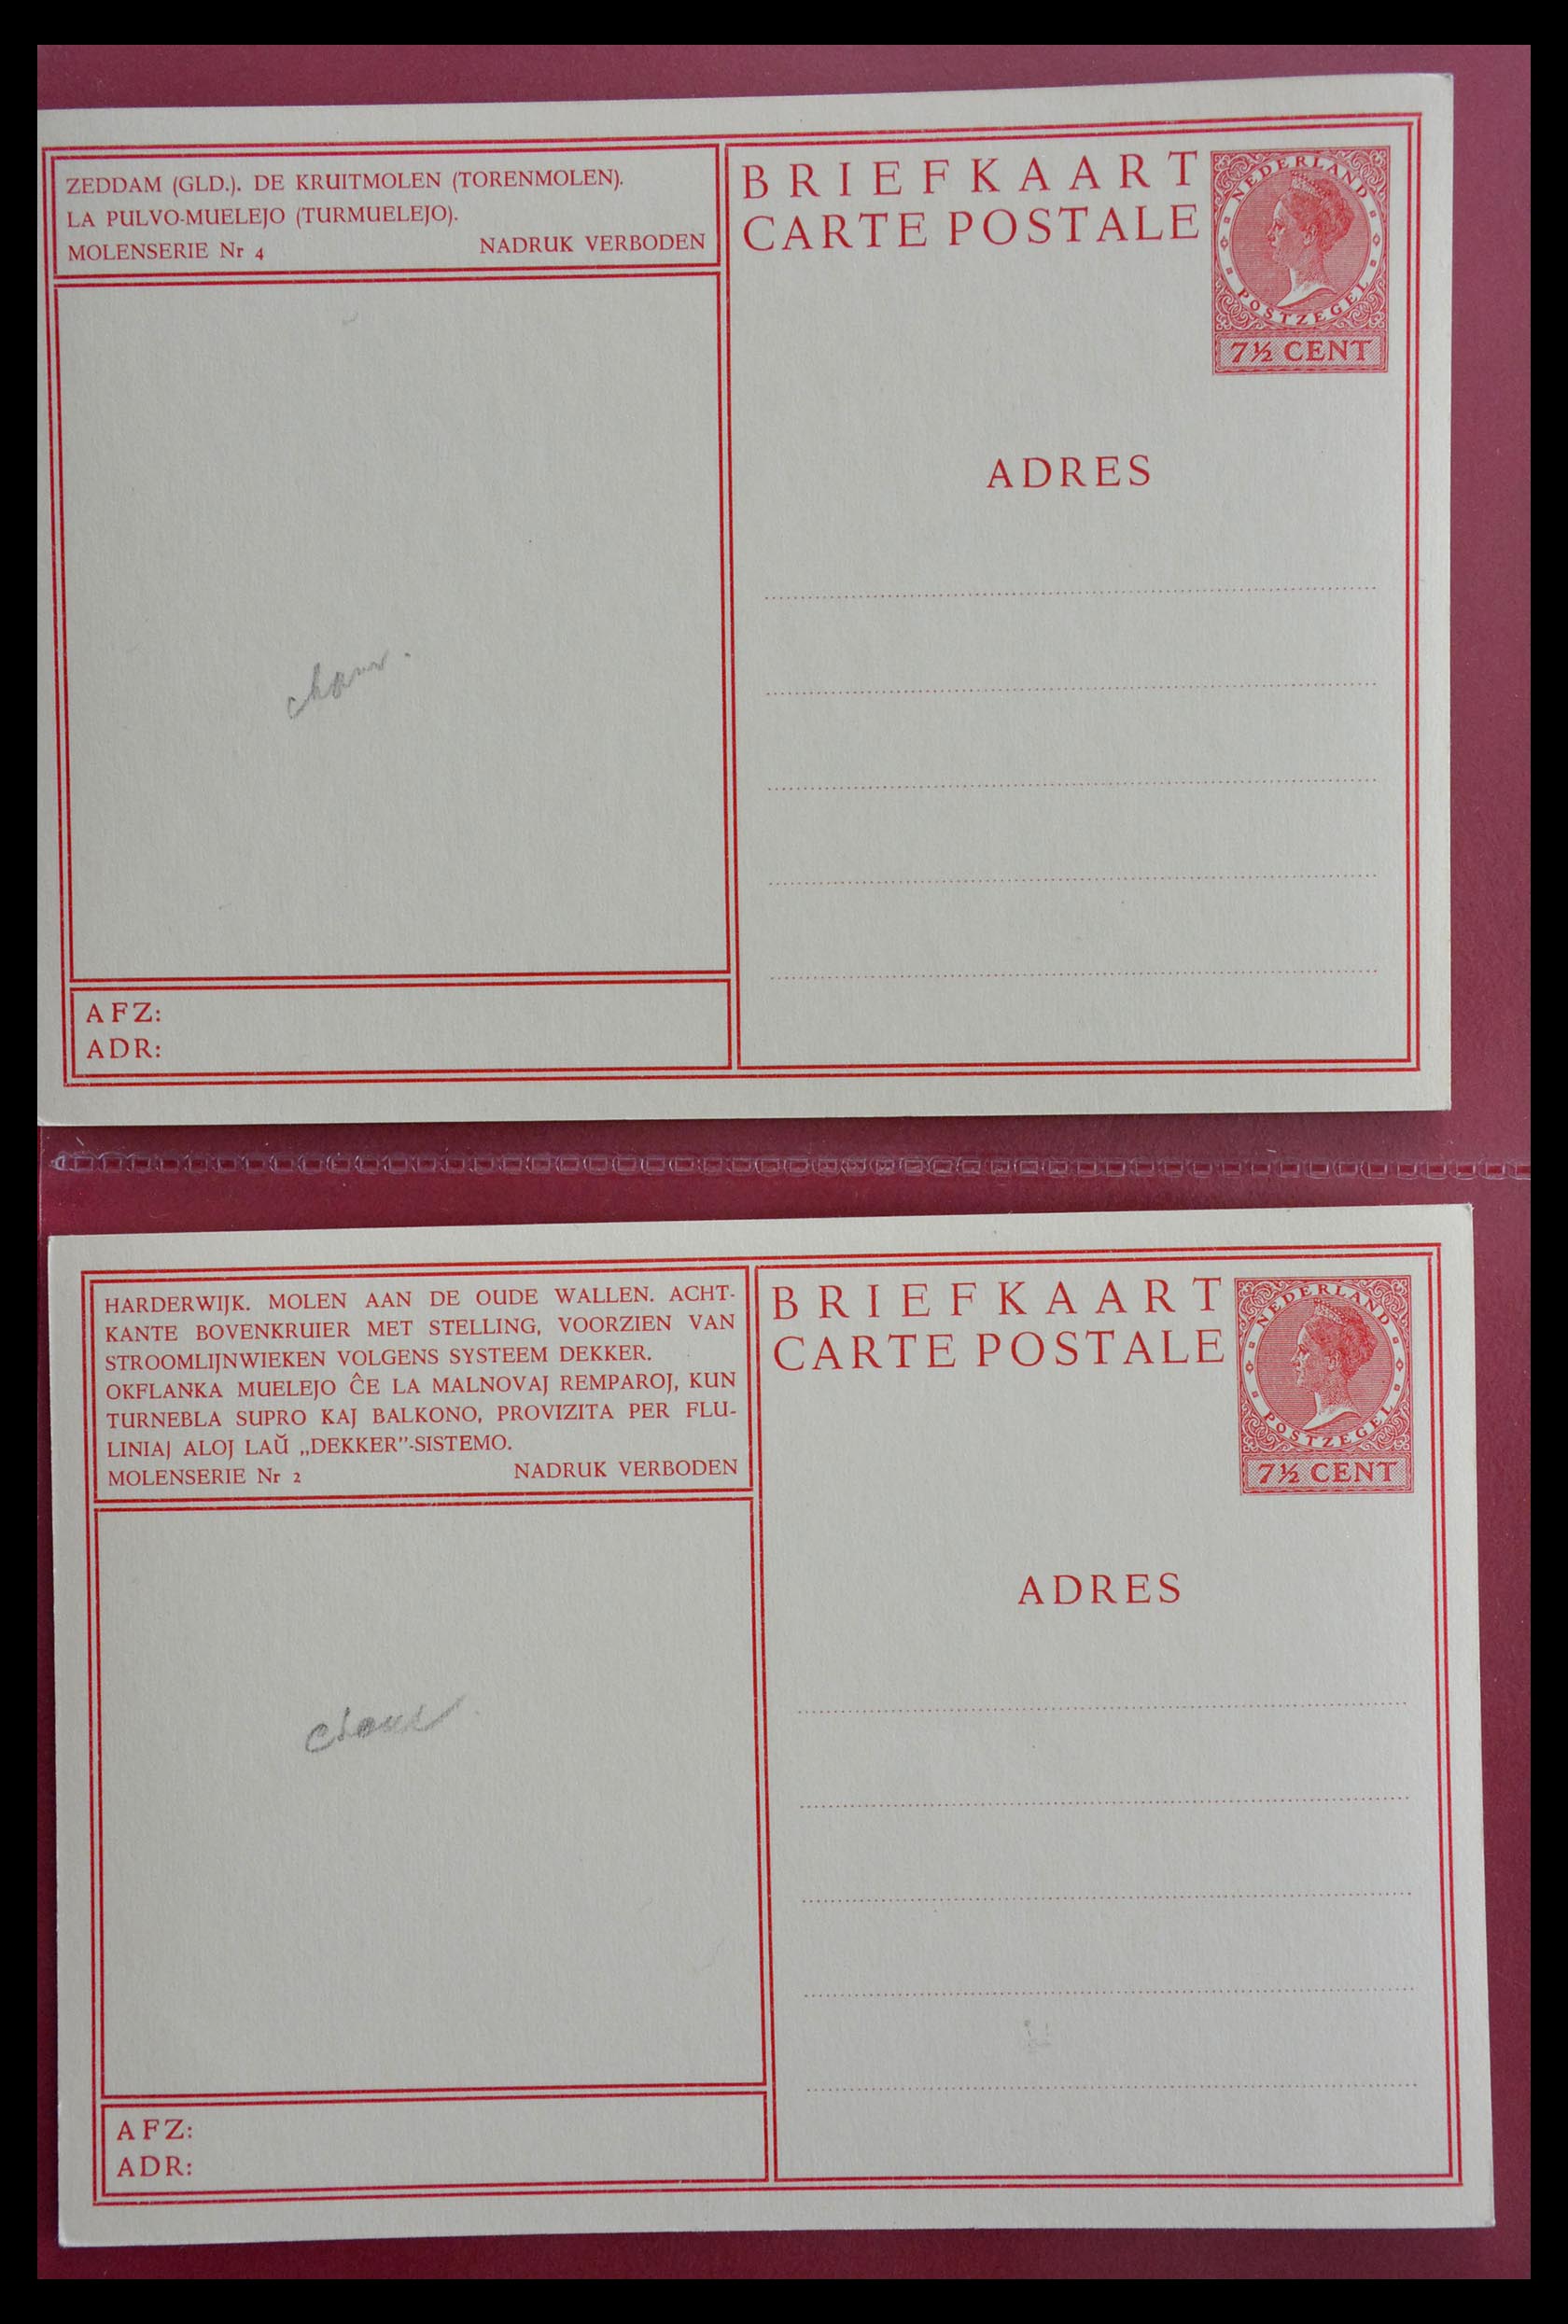 ZEDDAM (GLD.). DE KRUITMOLEN (TORENMOLEN).
LA PULVO-MUELEJO (TURMUELEJO).
MOLENSERIE Nr 4 NADRUK VERBODEN
BRIEFKAART
CARTE POSTALE
NEDERLAND
POSTZEGEL
7½ CENT
ADRES
AFZ:
ADR:
HARDERWIJK. MOLEN AAN DE OUDE WALLEN. ACHT-
KANTE BOVENKRUIER MET STELLING, VOORZIEN VAN
STROOMLIJNWIEKEN VOLGENS SYSTEEM DEKKER.
OKFLANKA MUELEJO ĈE LA MALNOVAJ REMPAROJ, KUN
TURNEBLA SUPRO KAJ BALKONO, PROVIZITA PER FLU-
LINIAJ ALOJ LAŬ „DEKKER”-SISTEMO.
MOLENSERIE Nr 2 NADRUK VERBODEN
BRIEFKAART
CARTE POSTALE
NEDERLAND
POSTZEGEL
7½ CENT
ADRES
AFZ:
ADR: